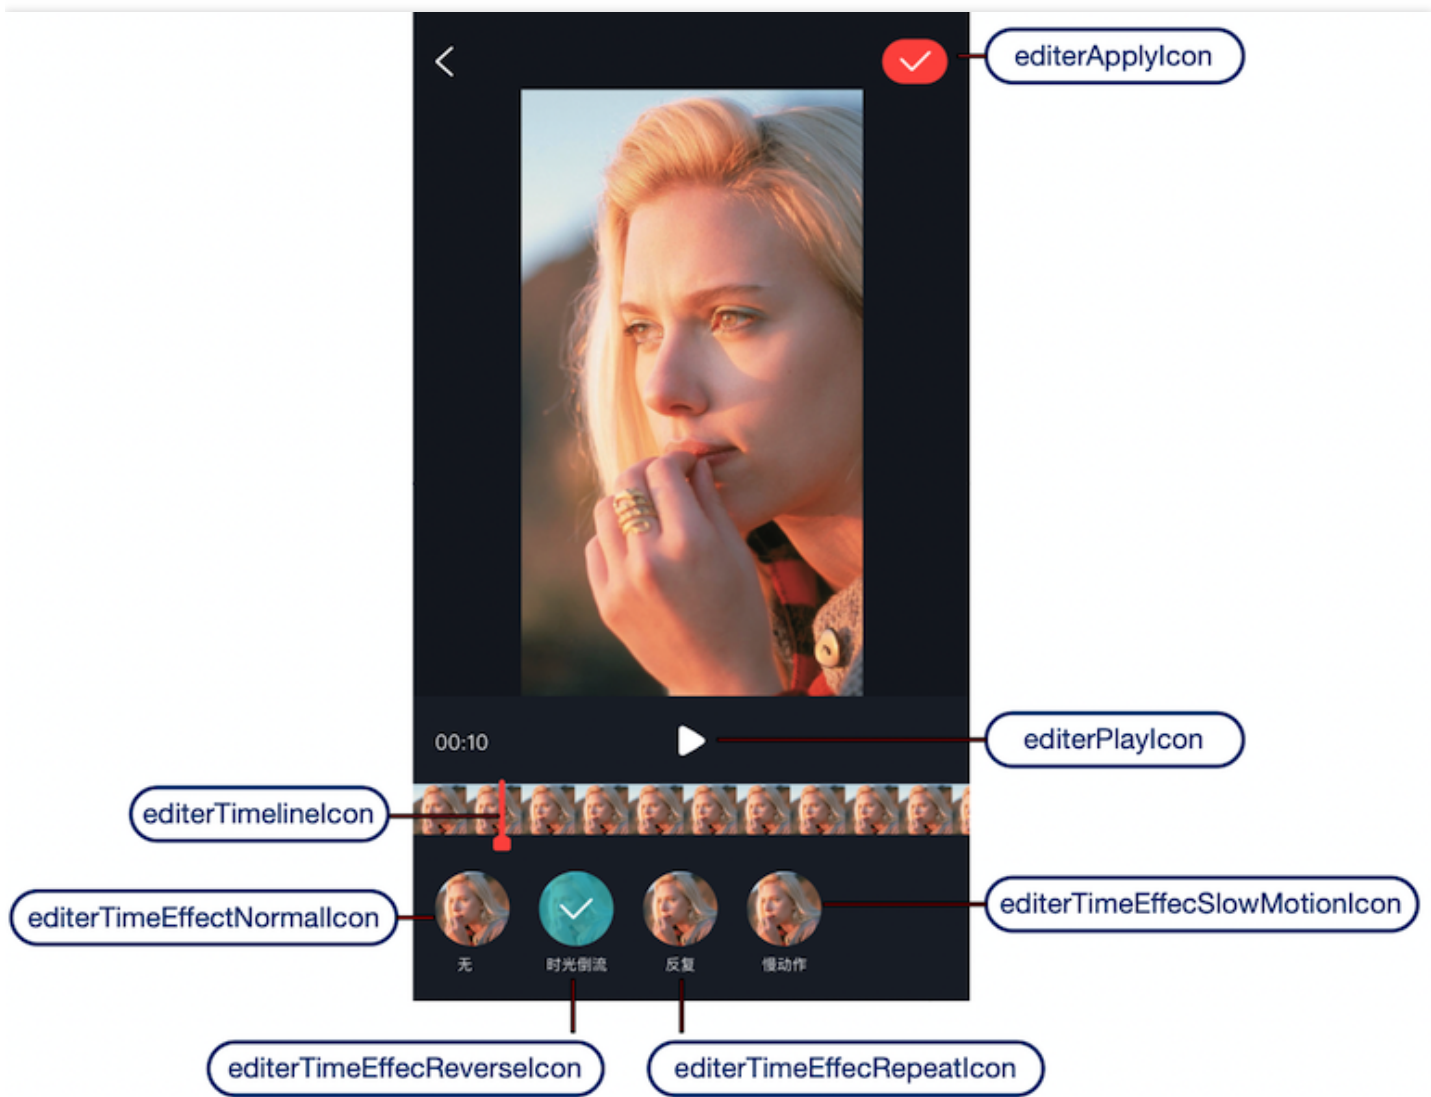 editerApplyIcon
00:10
editerPlayIcon
editerTimelineIcon
editerTimeEffectNormalIcon
editerTimeEffecSlowMotionIcon
无
时光倒流
反复
慢动作
editerTimeEffecReverseIcon
editerTimeEffecRepeatIcon